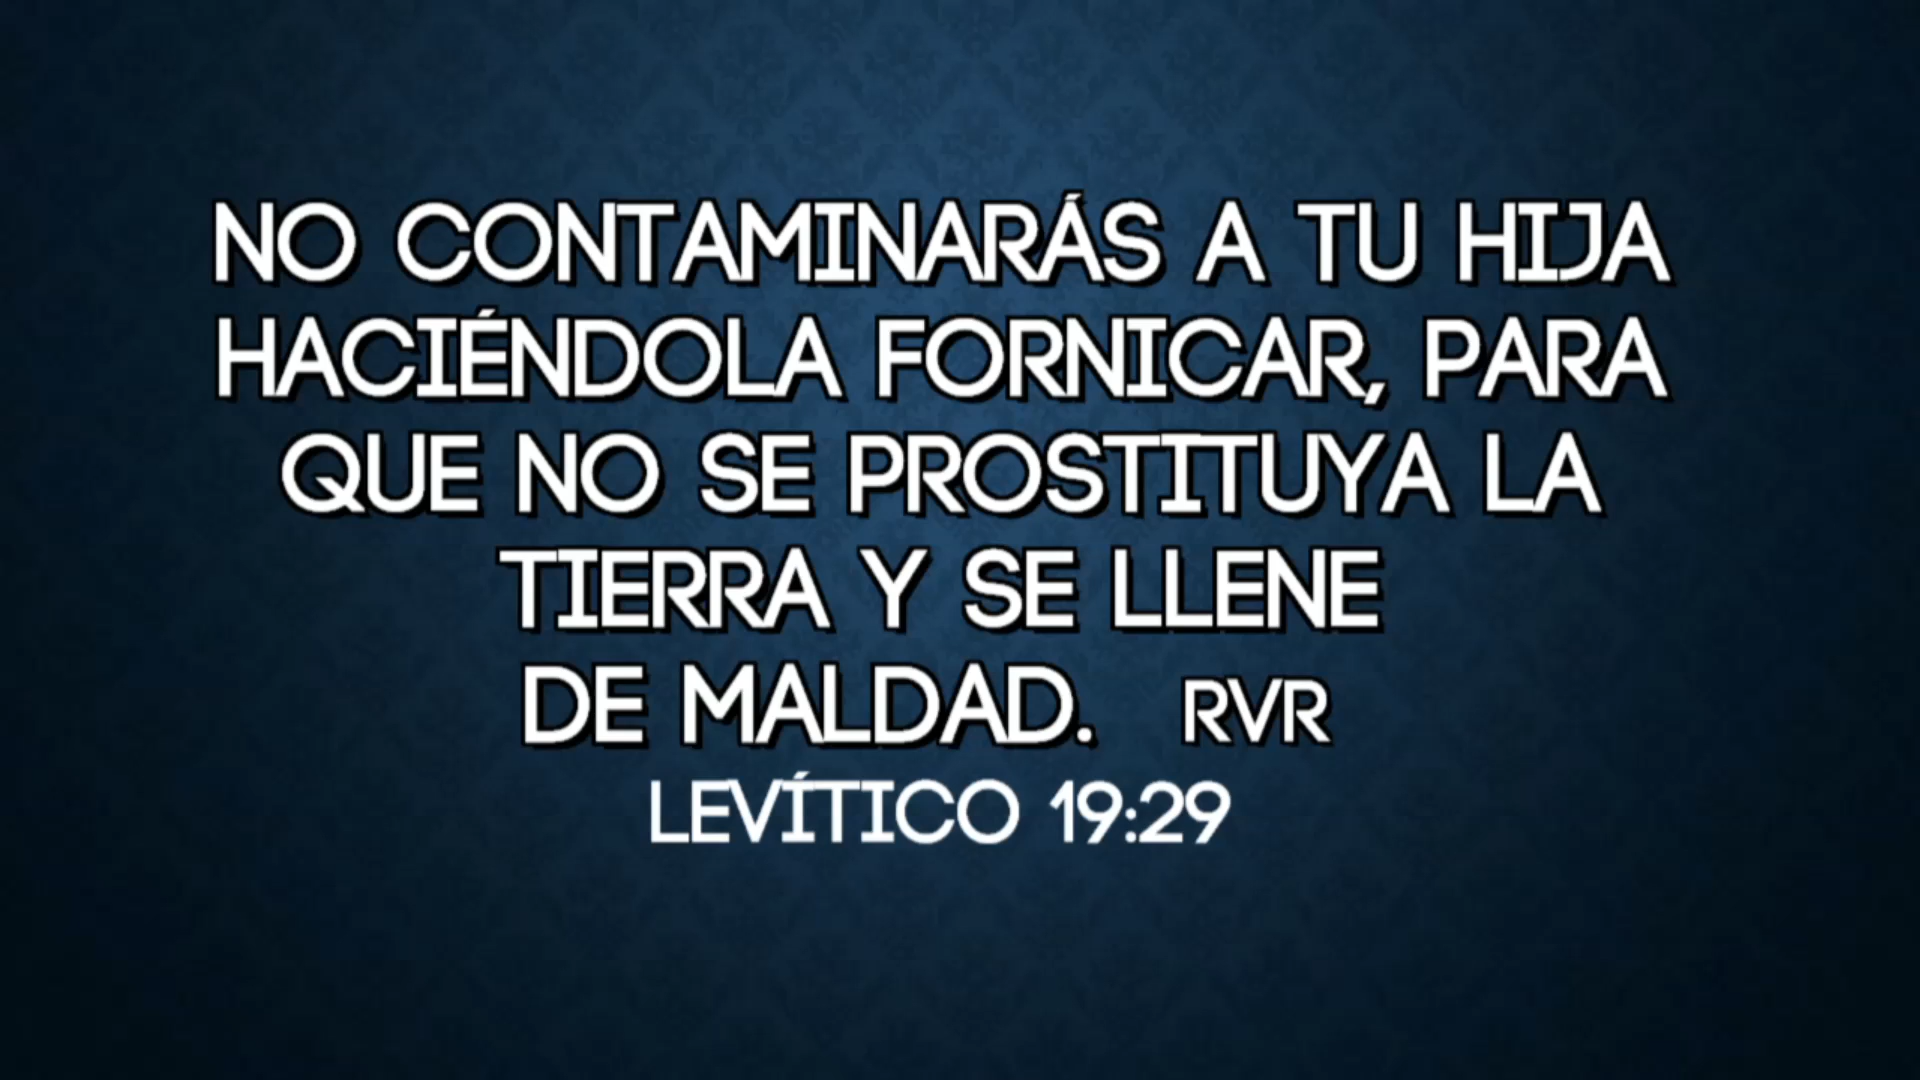 NO CONTAMINARÁS A TU HIJA
HACIÉNDOLA FORNICAR, PARA
QUE NO SE PROSTITUYA LA
TIERRA Y SE LLENE
DE MALDAD. RVR
LEVÍTICO 19:29